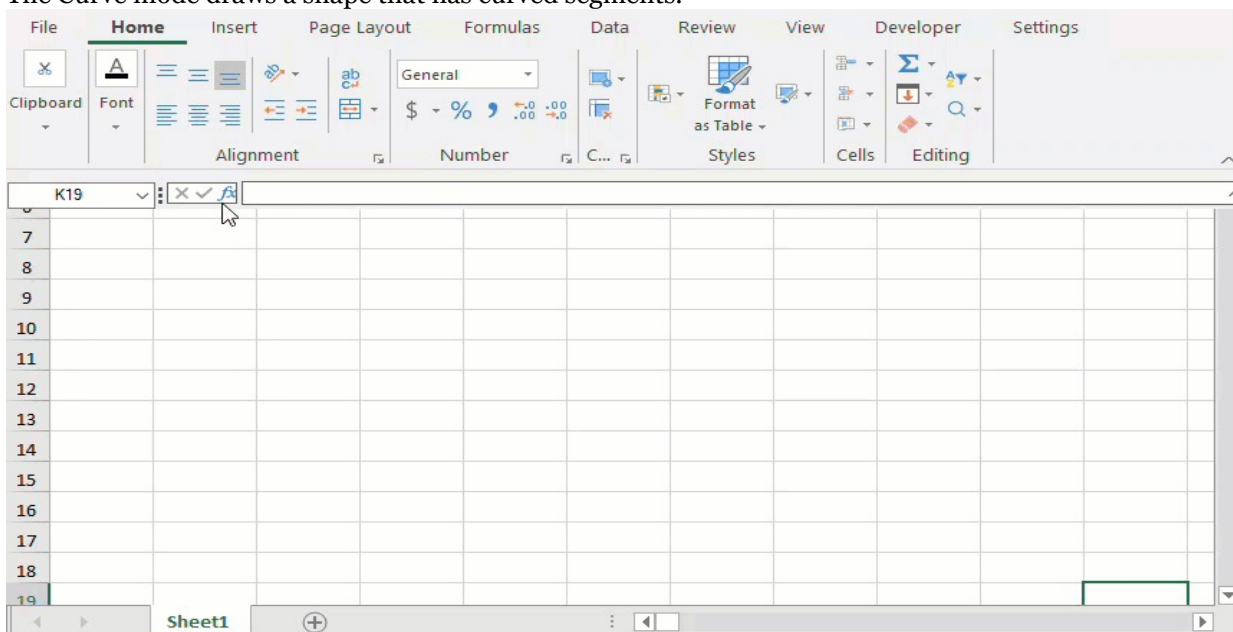 The Curve mode draws a shape that has curved segments.
File Home Insert Page Layout Formulas Data Review View Developer Settings
Clipboard Font ab General Σ
$ % .00 Format as Table
Alignment Number C... Styles Cells Editing
K19 fx
7
8
9
10
11
12
13
14
15
16
17
18
19
Sheet1